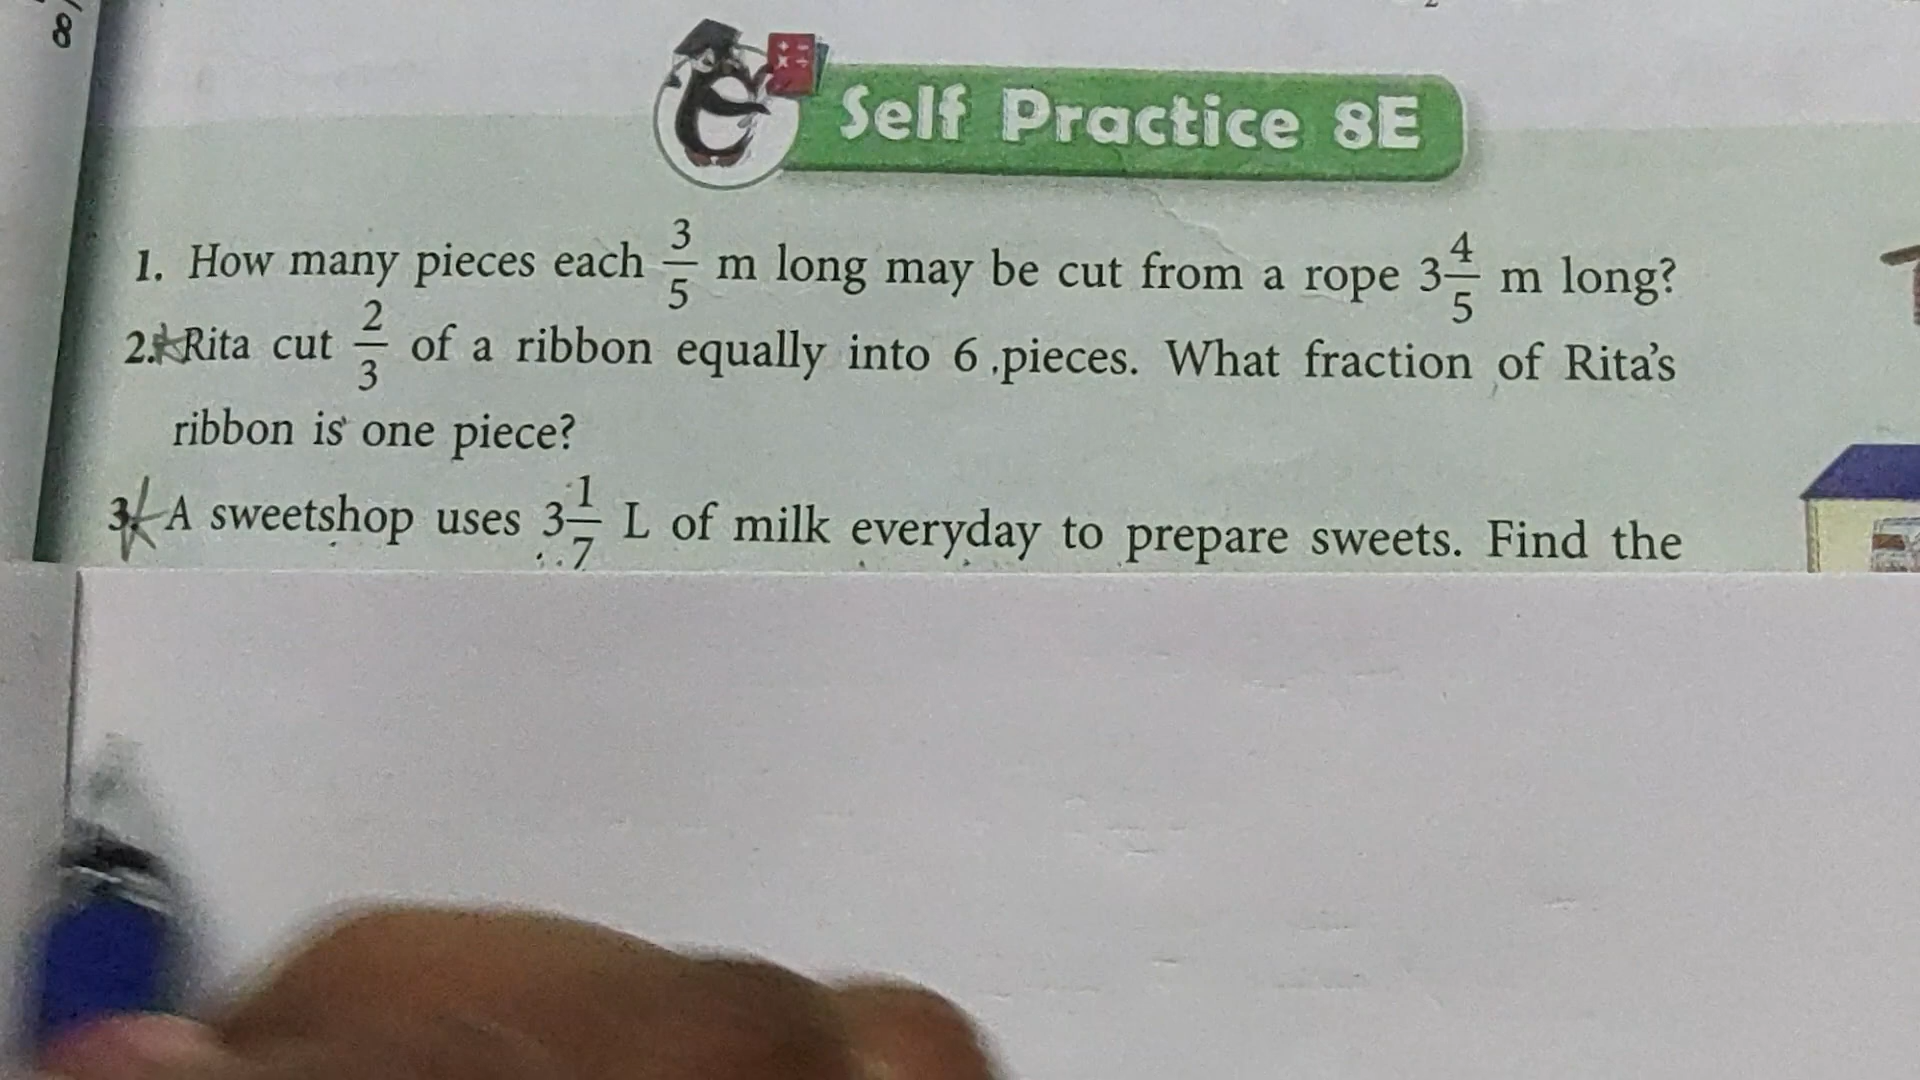 Self Practice 8E
1. How many pieces each 3/5 m long may be cut from a rope 3 4/5 m long?
2. Rita cut 2/3 of a ribbon equally into 6 pieces. What fraction of Rita's
ribbon is one piece?
3. A sweetshop uses 3 1/7 L of milk everyday to prepare sweets. Find the